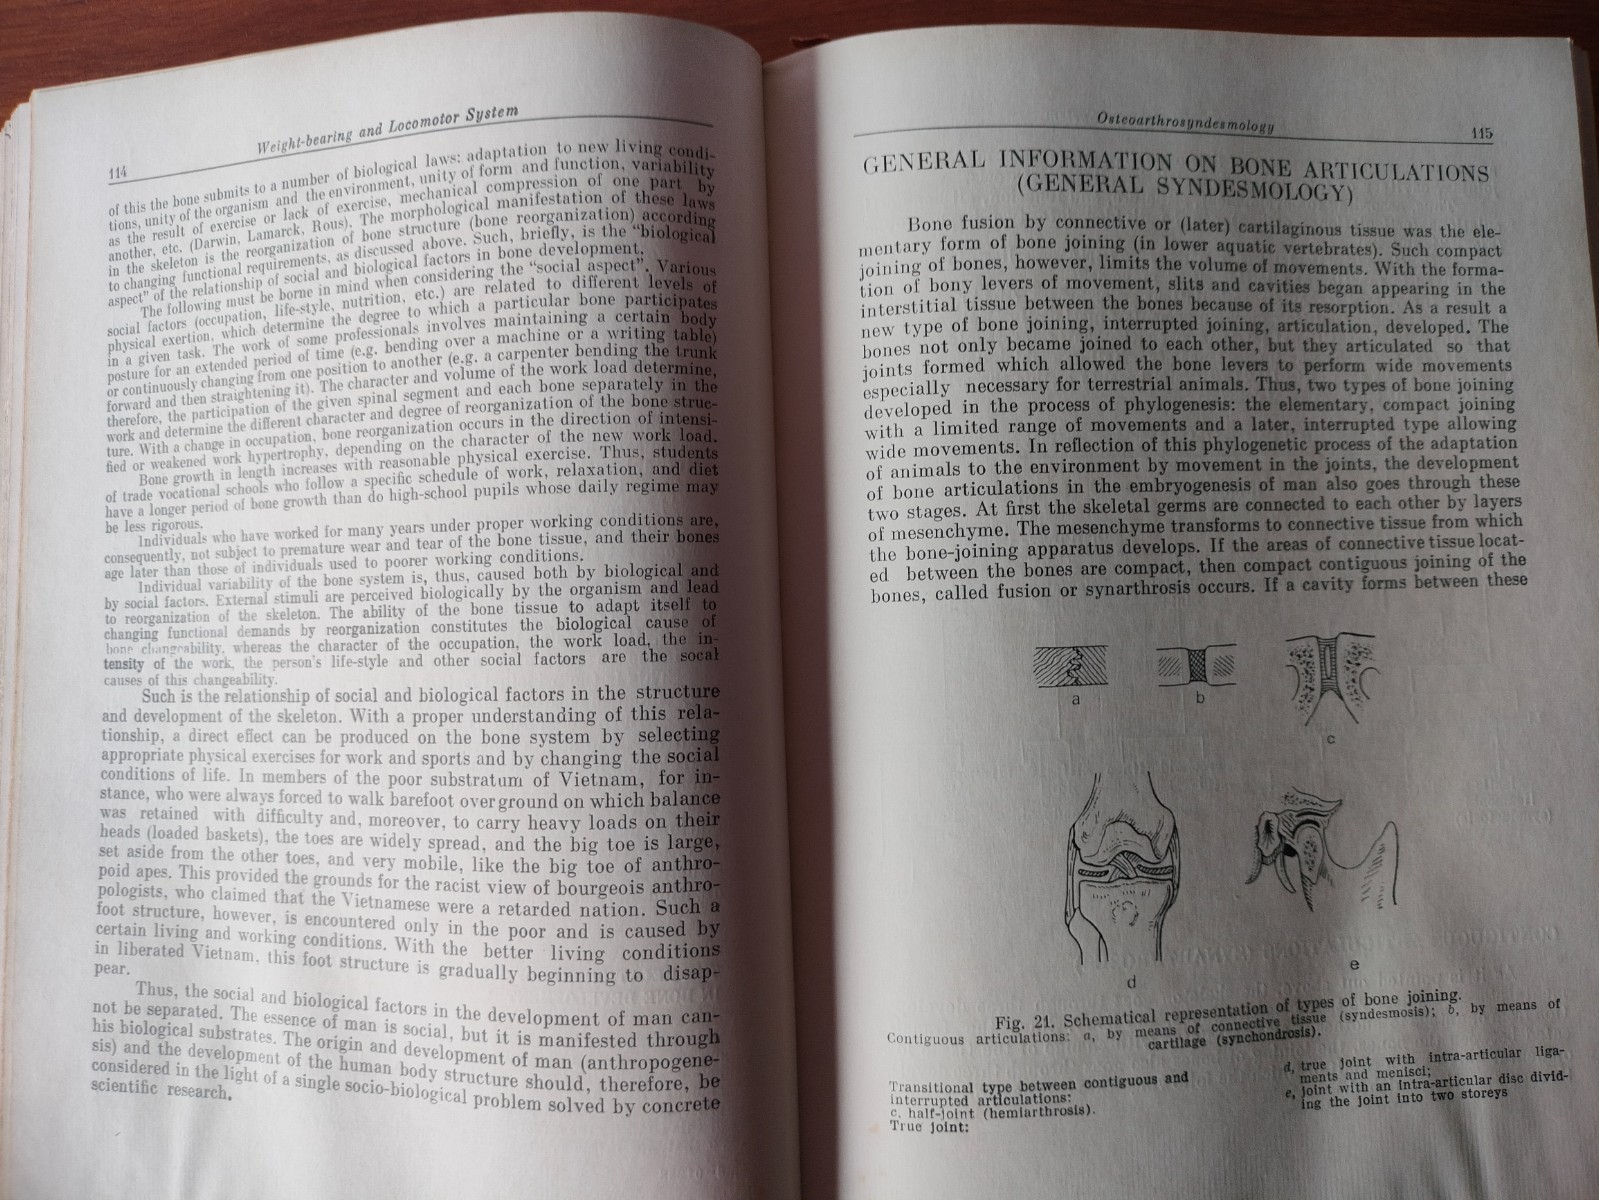 114
Weight-bearing and Locomotor System
of this the bone submits to a number of biological laws: adaptation to new living condi-
tions, unity of the organism and the environment, unity of form and function, variability
as the result of exercise or lack of exercise, mechanical compression of one part by
another, etc. (Darwin, Lamarck, Rous). The morphological manifestation of these laws
in the skeleton is the reorganization of bone structure (bone reorganization) according
to changing functional requirements, as discussed above. Such, briefly, is the "biological
aspect" of the relationship of social and biological factors in bone development.
The following must be borne in mind when considering the "social aspect". Various
social factors (occupation, life-style, nutrition, etc.) are related to different levels of
physical exertion, which determine the degree to which a particular bone participates
in a given task. The work of some professionals involves maintaining a certain body
posture for an extended period of time (e.g. bending over a machine or a writing table)
or continuously changing from one position to another (e.g. a carpenter bending the trunk
forward and then straightening it). The character and volume of the work load determine,
therefore, the participation of the given spinal segment and each bone separately in the
work and determine the different character and degree of reorganization of the bone struc-
ture. With a change in occupation, bone reorganization occurs in the direction of intensi-
fied or weakened work hypertrophy, depending on the character of the new work load.
Bone growth in length increases with reasonable physical exercise. Thus, students
of trade vocational schools who follow a specific schedule of work, relaxation, and diet
have a longer period of bone growth than do high-school pupils whose daily regime may
be less rigorous.
Individuals who have worked for many years under proper working conditions are,
consequently, not subject to premature wear and tear of the bone tissue, and their bones
age later than those of individuals used to poorer working conditions.
Individual variability of the bone system is, thus, caused both by biological and
by social factors. External stimuli are perceived biologically by the organism and lead
to reorganization of the skeleton. The ability of the bone tissue to adapt itself to
changing functional demands by reorganization constitutes the biological cause of
bone changeability, whereas the character of the occupation, the work load, the in-
tensity of the work, the person's life-style and other social factors are the socal
causes of this changeability.
Such is the relationship of social and biological factors in the structure
and development of the skeleton. With a proper understanding of this rela-
tionship, a direct effect can be produced on the bone system by selecting
appropriate physical exercises for work and sports and by changing the social
conditions of life. In members of the poor substratum of Vietnam, for in-
stance, who were always forced to walk barefoot over ground on which balance
was retained with difficulty and, moreover, to carry heavy loads on their
heads (loaded baskets), the toes are widely spread, and the big toe is large,
set aside from the other toes, and very mobile, like the big toe of anthro-
poid apes. This provided the grounds for the racist view of bourgeois anthro-
pologists, who claimed that the Vietnamese were a retarded nation. Such a
foot structure, however, is encountered only in the poor and is caused by
certain living and working conditions. With the better living conditions
in liberated Vietnam, this foot structure is gradually beginning to disap-
pear.
Thus, the social and biological factors in the development of man can-
not be separated. The essence of man is social, but it is manifested through
his biological substrates. The origin and development of man (anthropogene-
sis) and the development of the human body structure should, therefore, be
considered in the light of a single socio-biological problem solved by concrete
scientific research.
Osteoarthrosyndesmology
115
GENERAL INFORMATION ON BONE ARTICULATIONS
(GENERAL SYNDESMOLOGY)
Bone fusion by connective or (later) cartilaginous tissue was the ele-
mentary form of bone joining (in lower aquatic vertebrates). Such compact
joining of bones, however, limits the volume of movements. With the forma-
tion of bony levers of movement, slits and cavities began appearing in the
interstitial tissue between the bones because of its resorption. As a result a
new type of bone joining, interrupted joining, articulation, developed. The
bones not only became joined to each other, but they articulated so that
joints formed which allowed the bone levers to perform wide movements
especially necessary for terrestrial animals. Thus, two types of bone joining
developed in the process of phylogenesis: the elementary, compact joining
with a limited range of movements and a later, interrupted type allowing
wide movements. In reflection of this phylogenetic process of the adaptation
of animals to the environment by movement in the joints, the development
of bone articulations in the embryogenesis of man also goes through these
two stages. At first the skeletal germs are connected to each other by layers
of mesenchyme. The mesenchyme transforms to connective tissue from which
the bone-joining apparatus develops. If the areas of connective tissue locat-
ed between the bones are compact, then compact contiguous joining of the
bones, called fusion or synarthrosis occurs. If a cavity forms between these
a
b
c
d
e
Fig. 21. Schematical representation of types of bone joining.
Contiguous articulations: a, by means of connective tissue (syndesmosis); b, by means of
cartilage (synchondrosis).
Transitional type between contiguous and
interrupted articulations:
c. half-joint (hemiarthrosis).
True joint:
d, true joint with intra-articular liga-
ments and menisci;
e, joint with an intra-articular disc divid-
ing the joint into two storeys